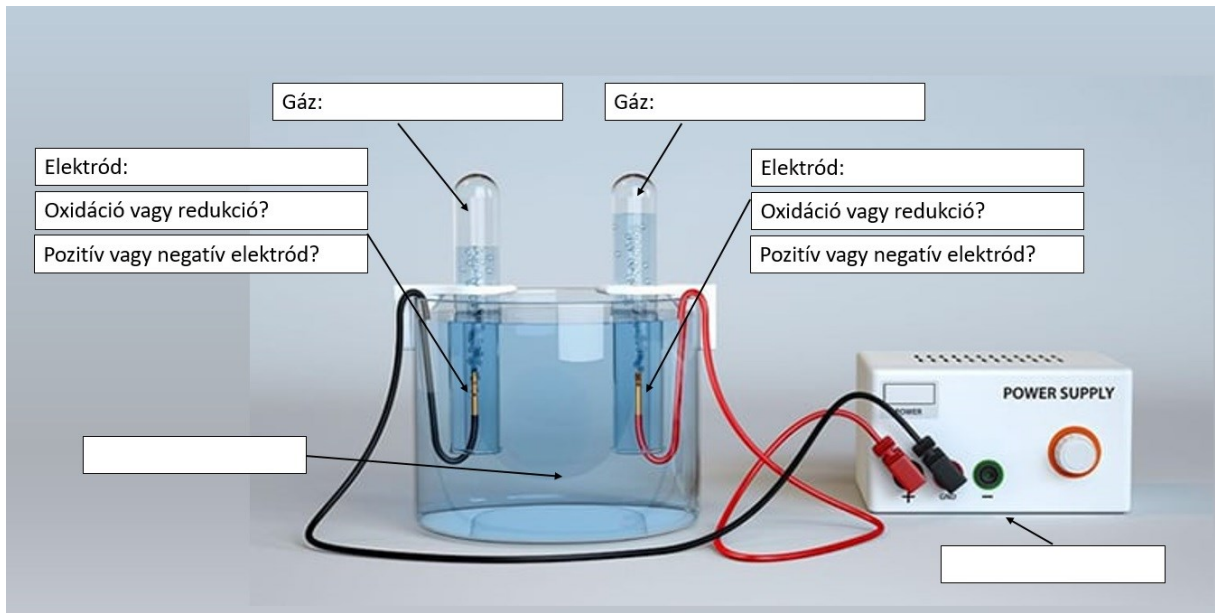 Gáz:
Gáz:
Elektród:
Oxidáció vagy redukció?
Pozitív vagy negatív elektród?
Elektród:
Oxidáció vagy redukció?
Pozitív vagy negatív elektród?
POWER SUPPLY
POWER
+
GND
−